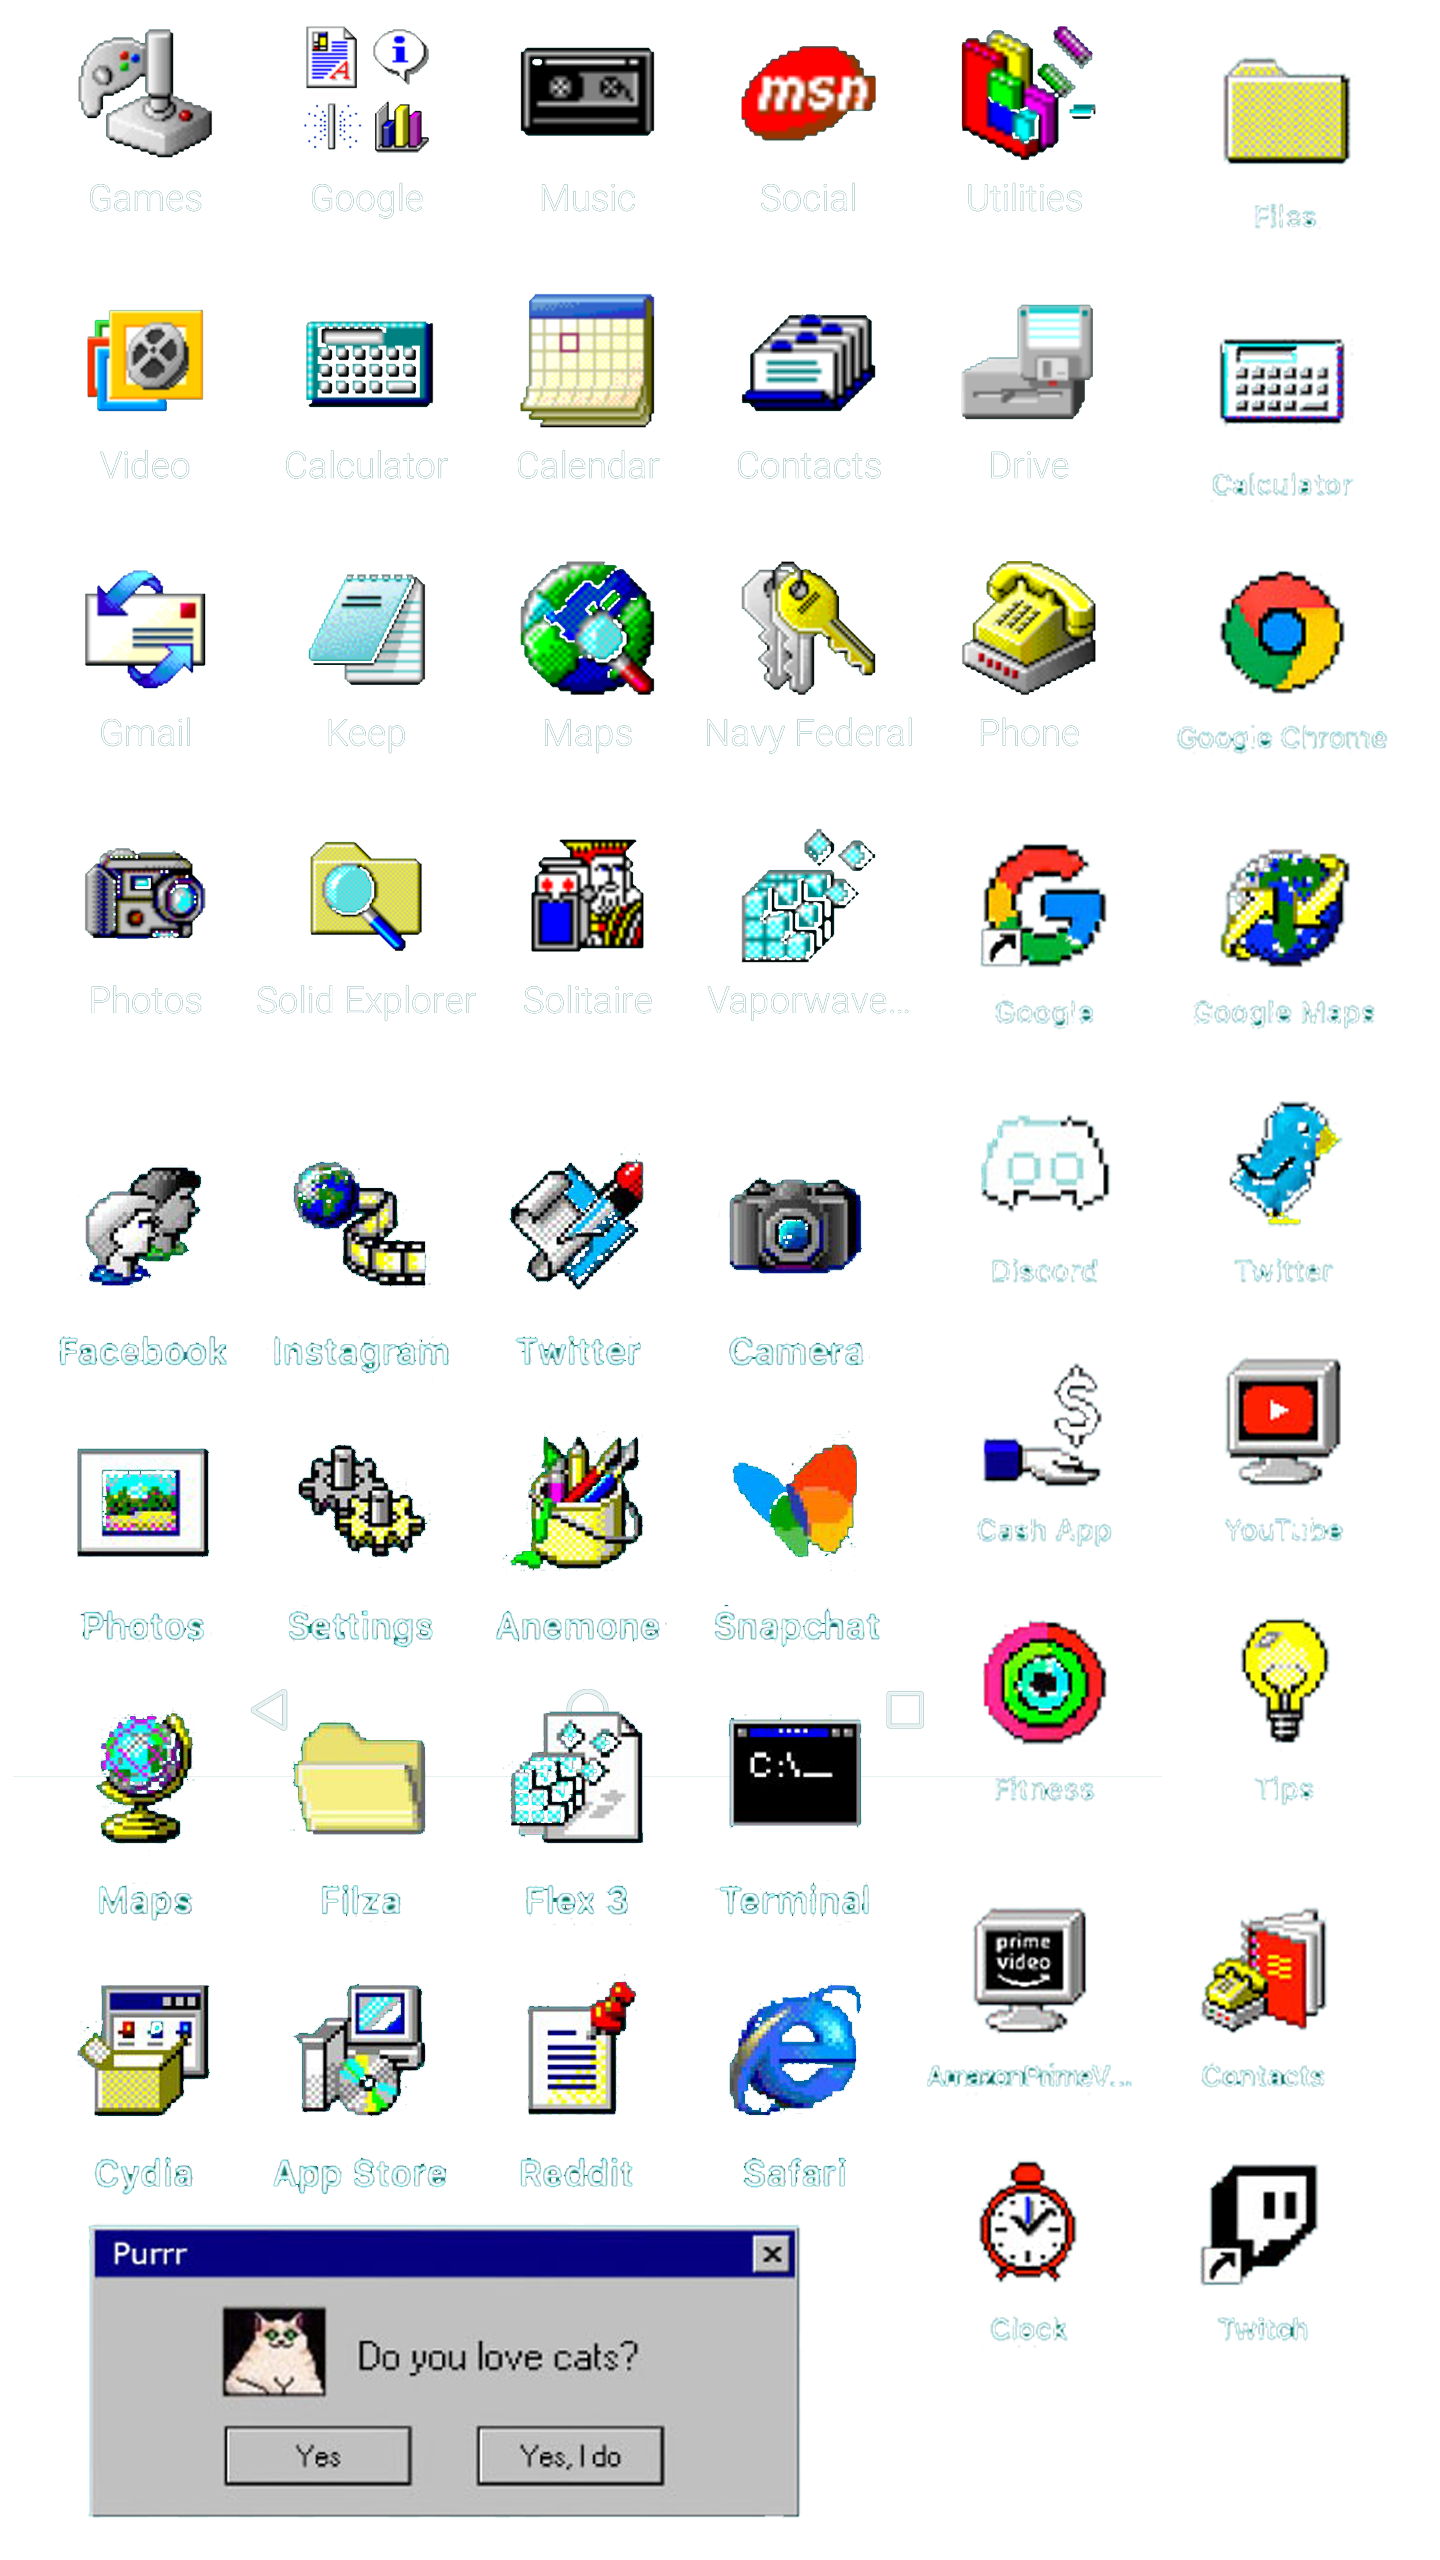 msn
Games
Google
Music
Social
Utilities
Files
Video
Calculator
Calendar
Contacts
Drive
Calculator
Gmail
Keep
Maps
Navy Federal
Phone
Google Chrome
Photos
Solid Explorer
Solitaire
Vaporwave...
Google
Google Maps
Discord
Twitter
Facebook
Instagram
Twitter
Camera
$
Cash App
YouTube
Photos
Settings
Anemone
Snapchat
Fitness
Tips
C:\_
Maps
Filza
Flex 3
Terminal
prime
video
AmazonPrimeV...
Contacts
Cydia
App Store
Reddit
Safari
Clock
Twitch
Purrr
Do you love cats?
Yes
Yes, I do